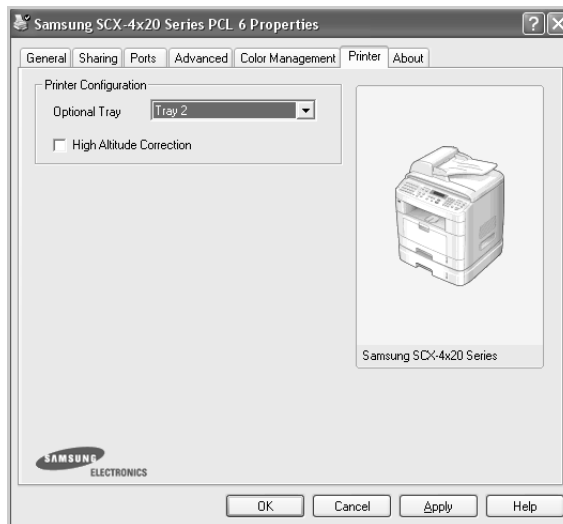 Samsung SCX-4x20 Series PCL 6 Properties
General Sharing Ports Advanced Color Management Printer About
Printer Configuration
Optional Tray Tray 2
High Altitude Correction
Samsung SCX-4x20 Series
SAMSUNG
ELECTRONICS
OK Cancel Apply Help